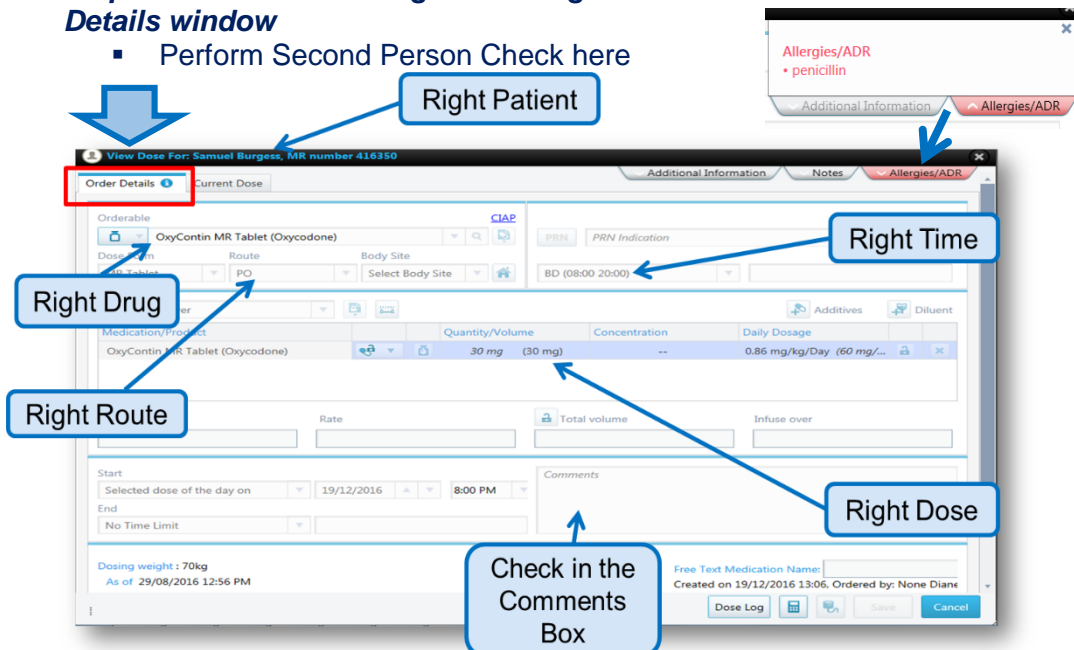 Details window
▪ Perform Second Person Check here
Allergies/ADR
• penicillin
Additional Information
Allergies/ADR
Right Patient
View Dose For: Samuel Burgess, MR number 416350
Order Details
Current Dose
Additional Information
Notes
Allergies/ADR
Orderable
CIAP
OxyContin MR Tablet (Oxycodone)
PRN
PRN Indication
Right Time
Route
Body Site
MR Tablet
PO
Select Body Site
BD (08:00 20:00)
Right Drug
Additives
Diluent
Medication/Product
Quantity/Volume
Concentration
Daily Dosage
OxyContin MR Tablet (Oxycodone)
30 mg (30 mg)
--
0.86 mg/kg/Day (60 mg/...
Right Route
Rate
Total volume
Infuse over
Start
Comments
Selected dose of the day on
19/12/2016
8:00 PM
End
No Time Limit
Right Dose
Check in the
Comments
Box
Dosing weight : 70kg
As of 29/08/2016 12:56 PM
Free Text Medication Name:
Created on 19/12/2016 13:06, Ordered by: None Diane
Dose Log
Save
Cancel